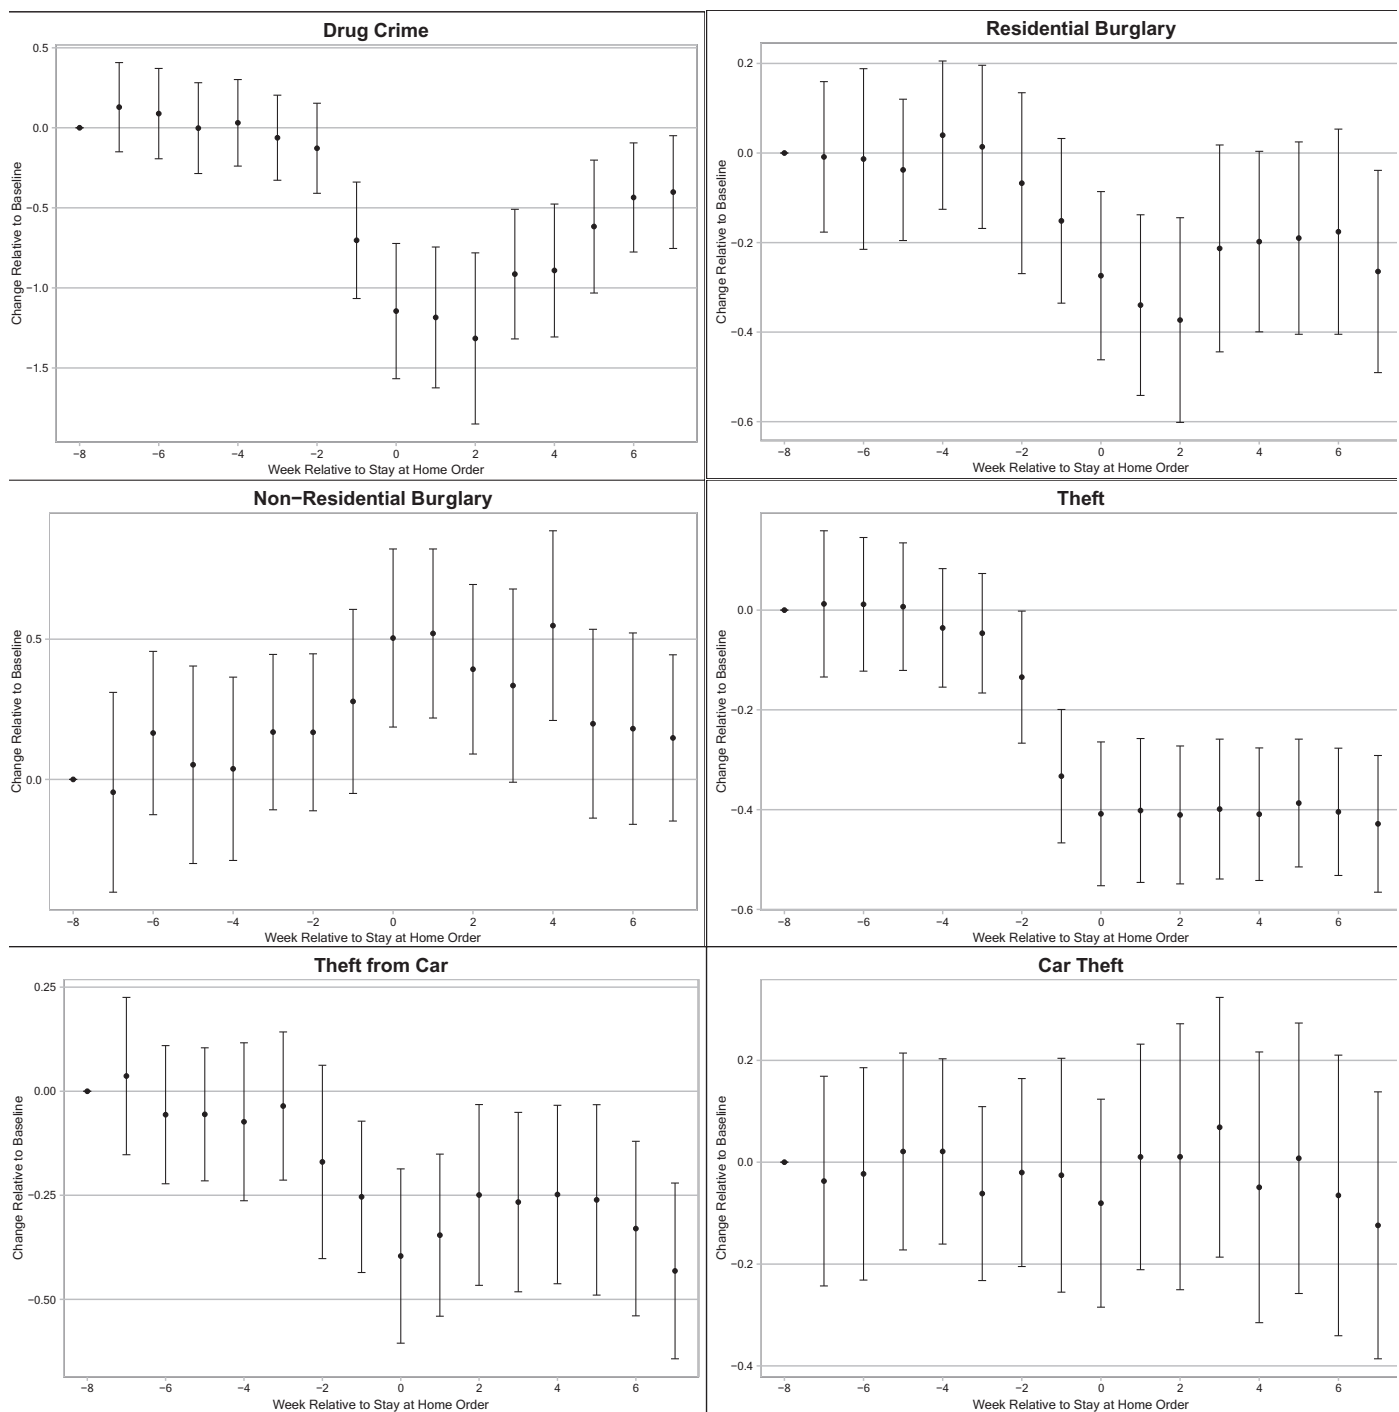 Drug Crime
0.5
0.0
−0.5
−1.0
−1.5
Change Relative to Baseline
−8 −6 −4 −2 0 2 4 6
Week Relative to Stay at Home Order
Residential Burglary
0.2
0.0
−0.2
−0.4
−0.6
Change Relative to Baseline
−8 −6 −4 −2 0 2 4 6
Week Relative to Stay at Home Order
Non−Residential Burglary
0.5
0.0
Change Relative to Baseline
−8 −6 −4 −2 0 2 4 6
Week Relative to Stay at Home Order
Theft
0.0
−0.2
−0.4
−0.6
Change Relative to Baseline
−8 −6 −4 −2 0 2 4 6
Week Relative to Stay at Home Order
Theft from Car
0.25
0.00
−0.25
−0.50
Change Relative to Baseline
−8 −6 −4 −2 0 2 4 6
Week Relative to Stay at Home Order
Car Theft
0.2
0.0
−0.2
−0.4
Change Relative to Baseline
−8 −6 −4 −2 0 2 4 6
Week Relative to Stay at Home Order